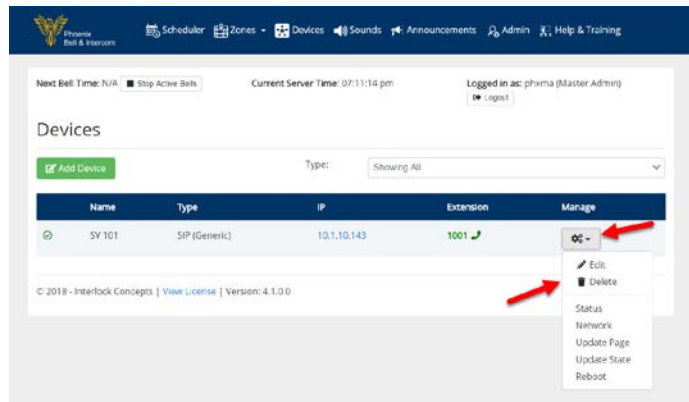 Phoenix
Bell & Intercom
Scheduler Zones Devices Sounds Announcements Admin Help & Training
Next Bell Time: N/A Stop Active Bells Current Server Time: 07:11:14 pm Logged in as: phxma (Master Admin)
Logout
Devices
Add Device Type: Showing All
Name Type IP Extension Manage
SV 101 SIP (Generic) 10.1.10.143 1001
Edit
Delete
© 2018 - Interlock Concepts | View License | Version: 4.1.0.0
Status
Network
Update Page
Update State
Reboot